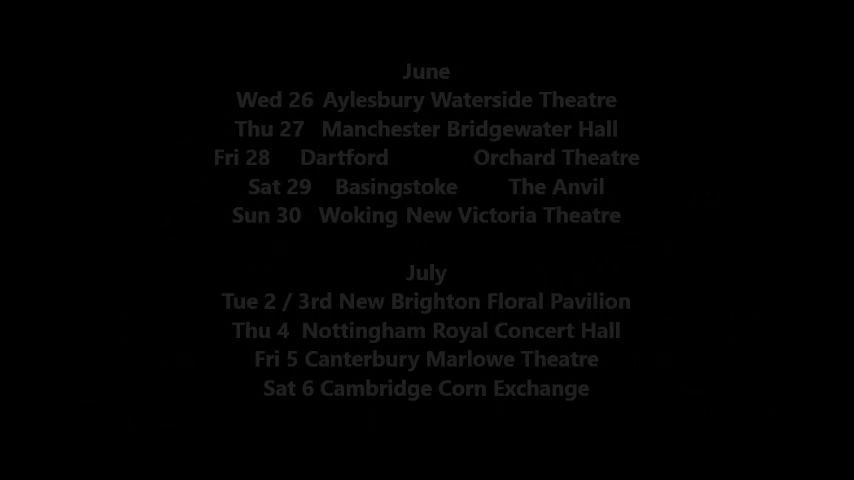 June
Wed 26 Aylesbury Waterside Theatre
Thu 27 Manchester Bridgewater Hall
Fri 28 Dartford Orchard Theatre
Sat 29 Basingstoke The Anvil
Sun 30 Woking New Victoria Theatre
July
Tue 2 / 3rd New Brighton Floral Pavilion
Thu 4 Nottingham Royal Concert Hall
Fri 5 Canterbury Marlowe Theatre
Sat 6 Cambridge Corn Exchange